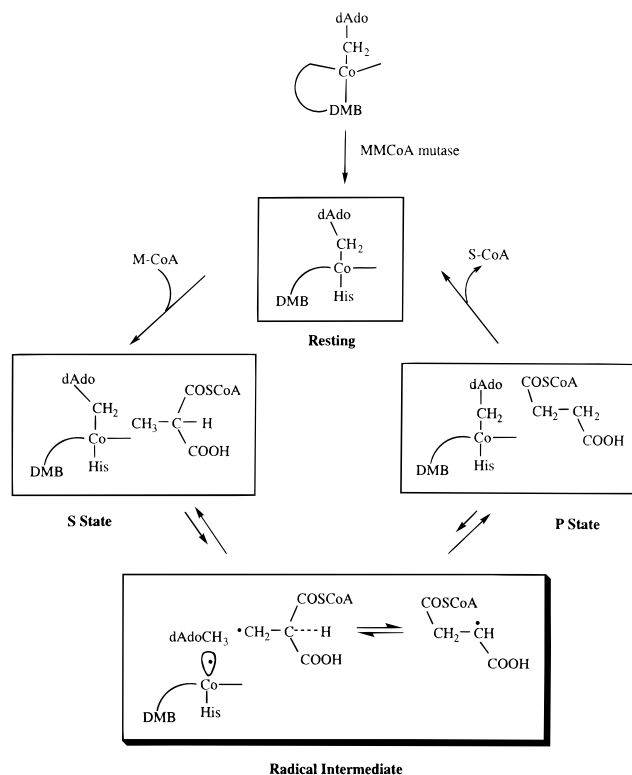 dAdo
CH2
Co
DMB
MMCoA mutase
dAdo
CH2
Co
DMB
His
Resting
M-CoA
S-CoA
dAdo
CH2
Co
DMB
His
COSCoA
CH3—C—H
COOH
S State
dAdo
CH2
Co
DMB
His
COSCoA
CH2—CH2
COOH
P State
dAdoCH3
Co
DMB
His
COSCoA
•CH2—C----H
COOH
COSCoA
•
CH2—CH
COOH
Radical Intermediate